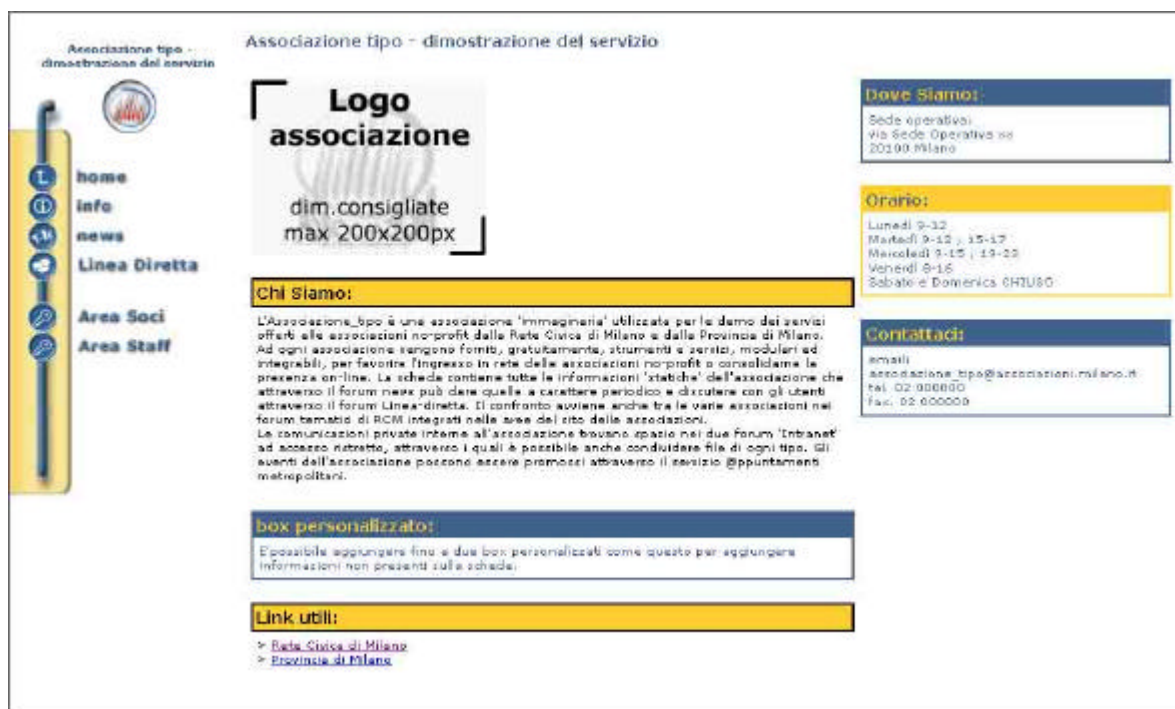 Associazione tipo -
dimostrazione del servizio
home
info
news
Linea Diretta
Area Soci
Area Staff
Associazione tipo - dimostrazione del servizio
Logo
associazione
dim.consigliate
max 200x200px
Chi Siamo:
L'Associazione_tipo è una associazione 'immaginaria' utilizzata per le demo dei servizi
offerti alle associazioni no-profit dalla Rete Civica di Milano e dalla Provincia di Milano.
Ad ogni associazione vengono forniti, gratuitamente, strumenti e servizi, modulari ed
integrabili, per favorire l'ingresso in rete delle associazioni no-profit o consolidarne la
presenza on-line. La scheda contiene tutte le informazioni 'statiche' dell'associazione che
attraverso il forum news può dare quelle a carattere periodico e discutere con gli utenti
attraverso il forum Linea-diretta. Il confronto avviene anche tra le varie associazioni nei
forum tematici di RCM integrati nelle aree del sito delle associazioni.
Le comunicazioni private interne all'associazione trovano spazio nei due forum 'Intranet'
ad accesso ristretto, attraverso i quali è possibile anche condividere file di ogni tipo. Gli
eventi dell'associazione possono essere promossi attraverso il servizio @ppuntamenti
metropolitani.
box personalizzato:
E'possibile aggiungere fino a due box personalizzati come questo per aggiungere
informazioni non presenti sulla scheda.
Link utili:
> Rete Civica di Milano
> Provincia di Milano
Dove Siamo:
Sede operativa:
via Sede Operativa
20100 Milano
Orario:
Lunedì 9-12
Martedì 9-12 , 15-17
Mercoledì 9-15 , 19-22
Venerdì 8-16
Sabato e Domenica CHIUSO
Contattaci:
email:
associazione_tipo@associazioni.milano.it
tel. 02 000000
fax. 02 000000